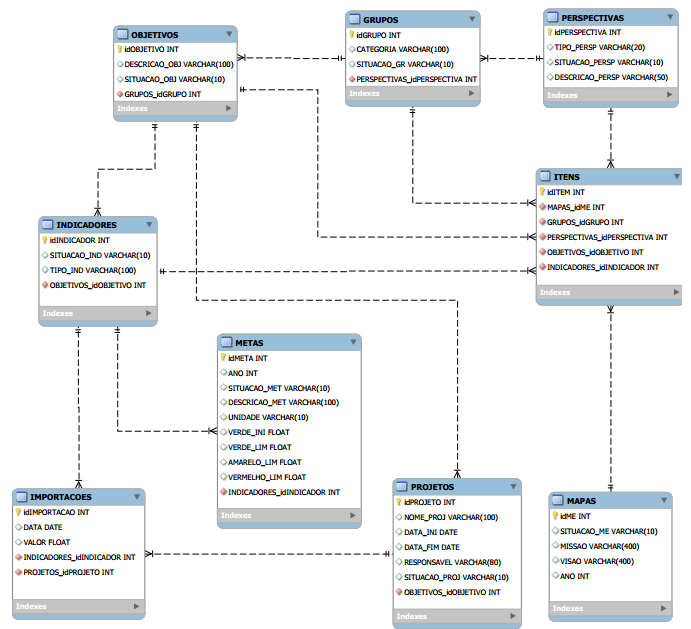 OBJETIVOS
idOBJETIVO INT
DESCRICAO_OBJ VARCHAR(100)
SITUACAO_OBJ VARCHAR(10)
GRUPOS_idGRUPO INT
GRUPOS
idGRUPO INT
CATEGORIA VARCHAR(100)
SITUACAO_GR VARCHAR(10)
PERSPECTIVAS_idPERSPECTIVA INT
Indexes
PERSPECTIVAS
idPERSPECTIVA INT
TIPO_PERSP VARCHAR(20)
SITUACAO_PERSP VARCHAR(10)
DESCRICAO_PERSP VARCHAR(50)
Indexes
Indexes
ITENS
idITEM INT
MAPAS_idME INT
GRUPOS_idGRUPO INT
PERSPECTIVAS_idPERSPECTIVA INT
OBJETIVOS_idOBJETIVO INT
INDICADORES_idINDICADOR INT
Indexes
INDICADORES
idINDICADOR INT
SITUACAO_IND VARCHAR(10)
TIPO_IND VARCHAR(100)
OBJETIVOS_idOBJETIVO INT
Indexes
METAS
idMETA INT
ANO INT
SITUACAO_MET VARCHAR(10)
DESCRICAO_MET VARCHAR(100)
UNIDADE VARCHAR(10)
VERDE_INI FLOAT
VERDE_LIM FLOAT
AMARELO_LIM FLOAT
VERMELHO_LIM FLOAT
INDICADORES_idINDICADOR INT
Indexes
IMPORTACOES
idIMPORTACAO INT
DATA DATE
VALOR FLOAT
INDICADORES_idINDICADOR INT
PROJETOS_idPROJETO INT
Indexes
PROJETOS
idPROJETO INT
NOME_PROJ VARCHAR(100)
DATA_INI DATE
DATA_FIM DATE
RESPONSAVEL VARCHAR(80)
SITUACAO_PROJ VARCHAR(10)
OBJETIVOS_idOBJETIVO INT
Indexes
MAPAS
idME INT
SITUACAO_ME VARCHAR(10)
MISSAO VARCHAR(400)
VISAO VARCHAR(400)
ANO INT
Indexes